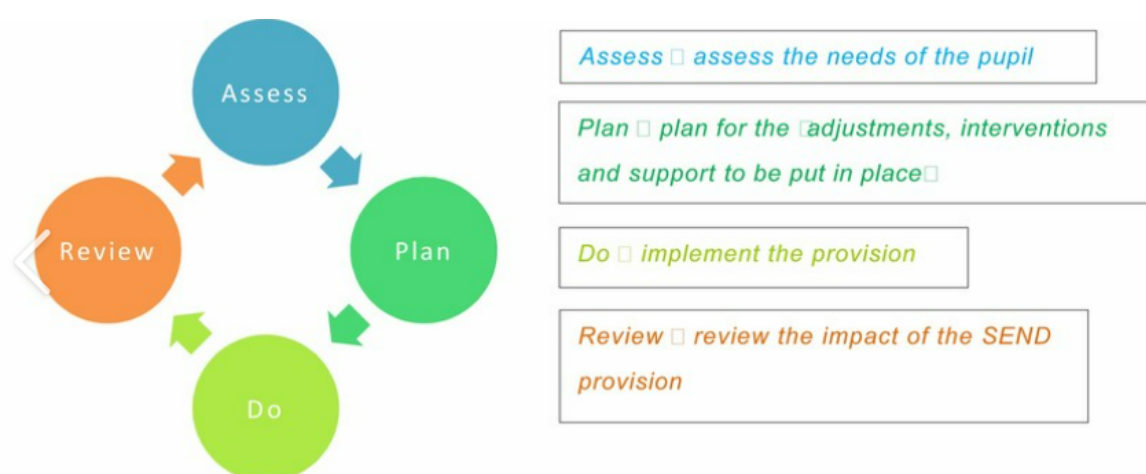 Assess
Plan
Do
Review
Assess □ assess the needs of the pupil
Plan □ plan for the □adjustments, interventions
and support to be put in place□
Do □ implement the provision
Review □ review the impact of the SEND
provision